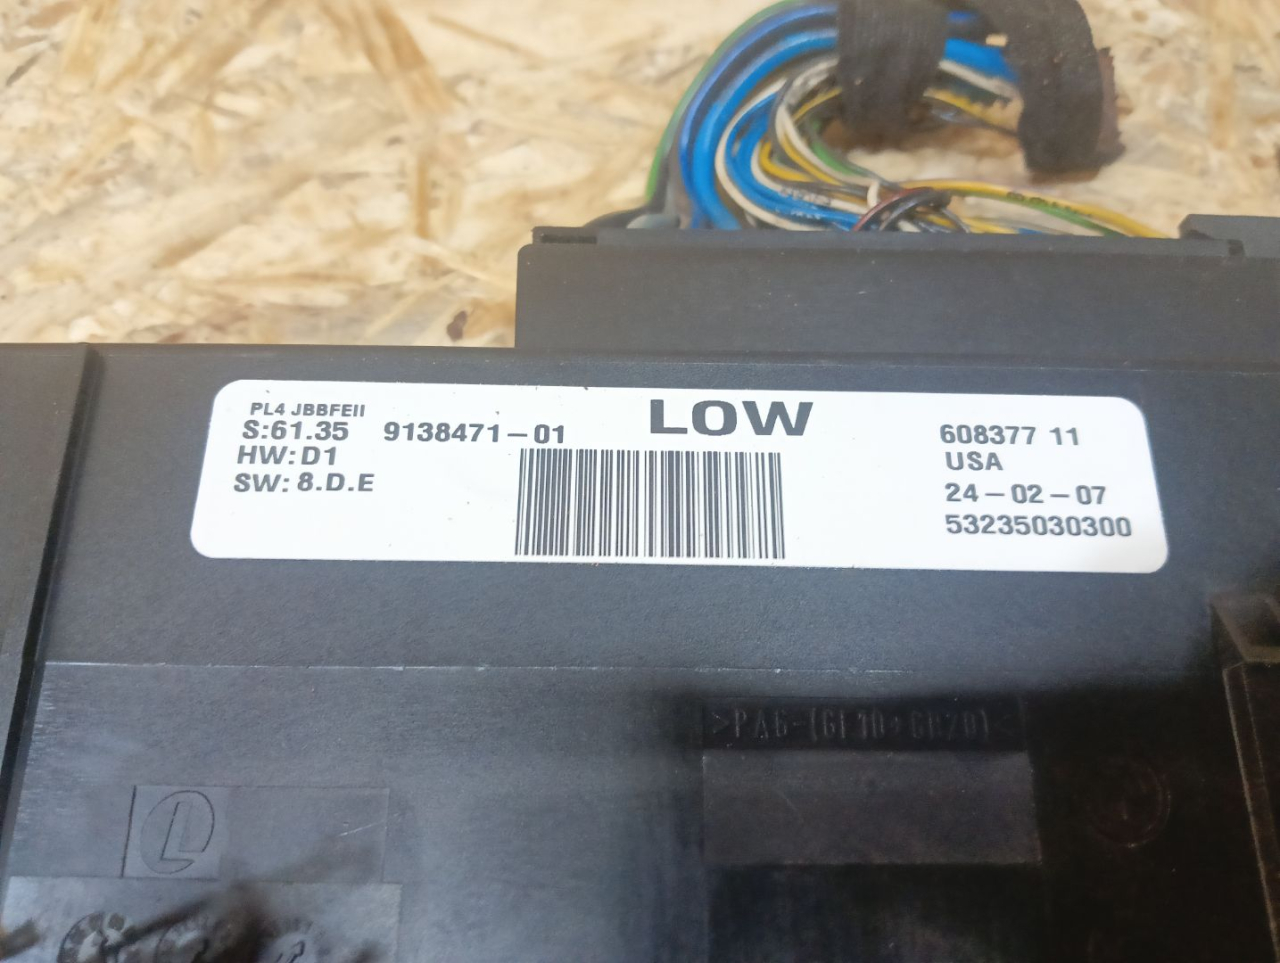 PL4 JBBFEII
S:61.35 9138471-01
HW:D1
SW: 8.D.E
LOW
608377 11
USA
24-02-07
53235030300